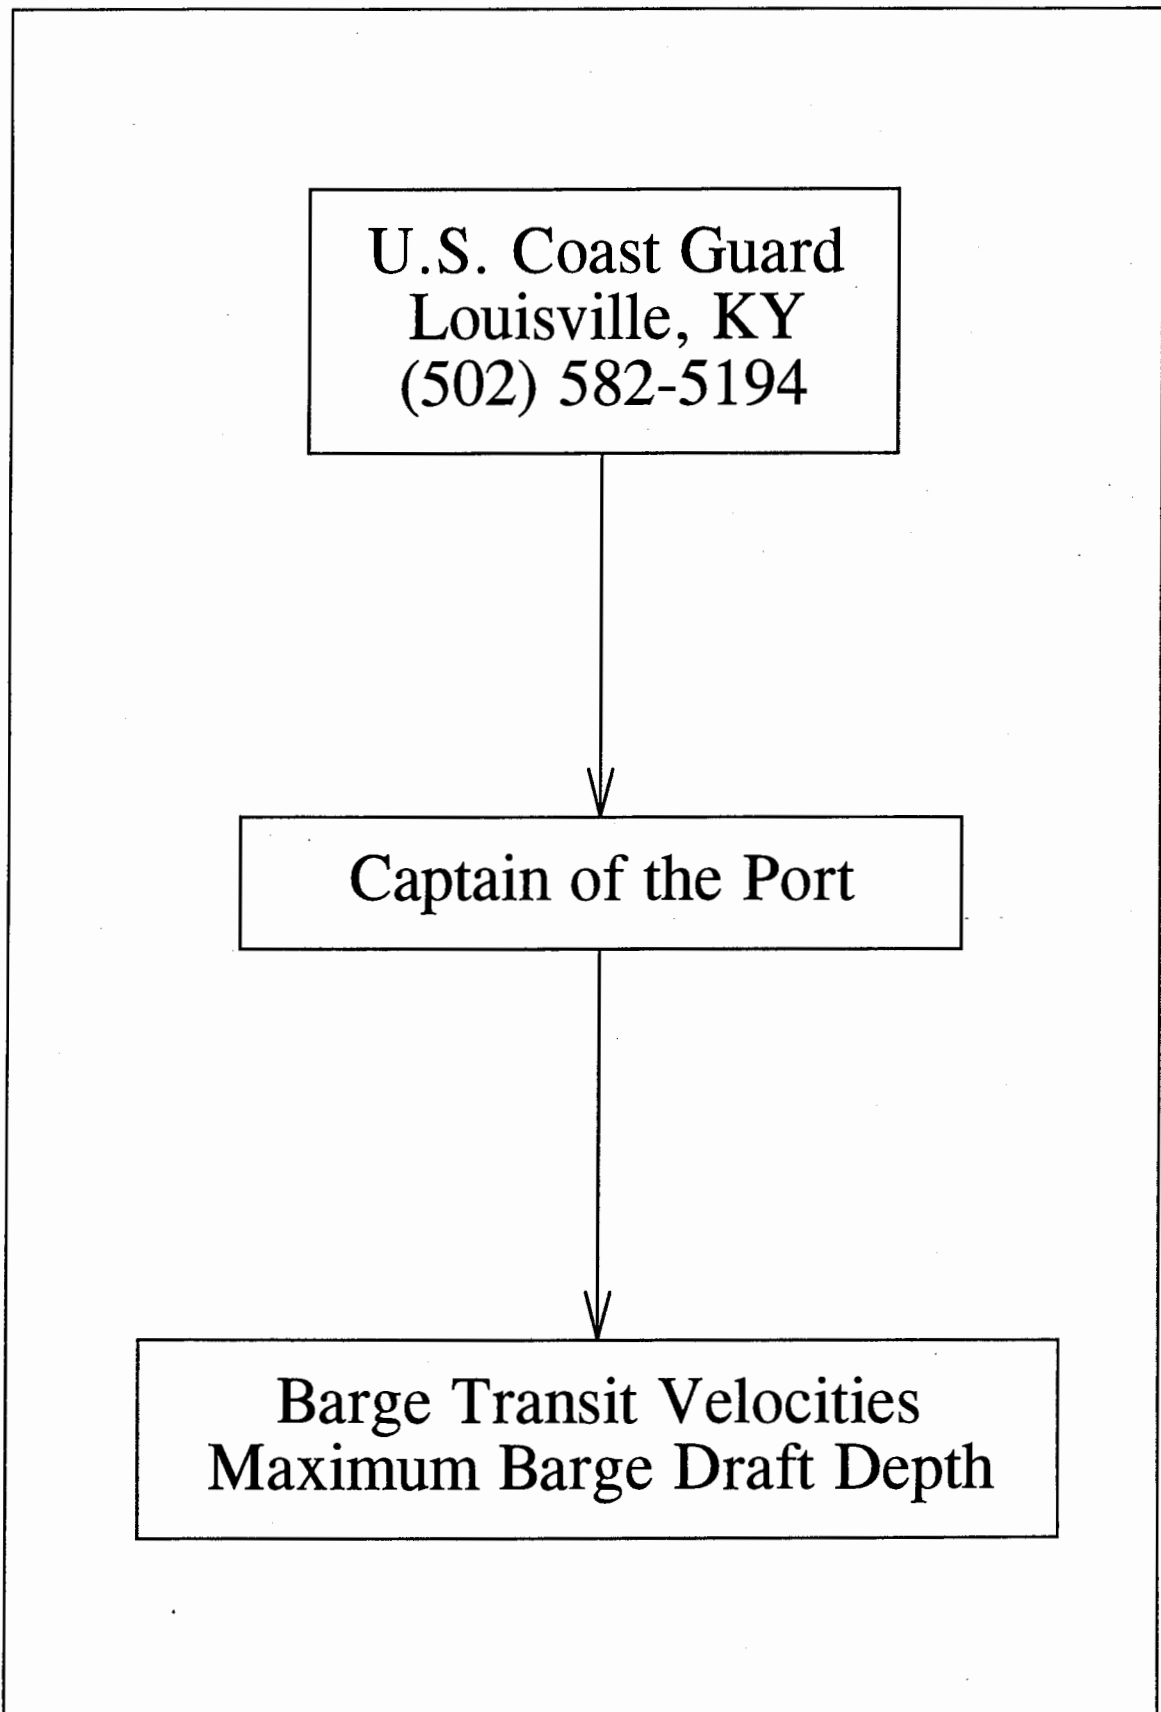 U.S. Coast Guard
Louisville, KY
(502) 582-5194
Captain of the Port
Barge Transit Velocities
Maximum Barge Draft Depth